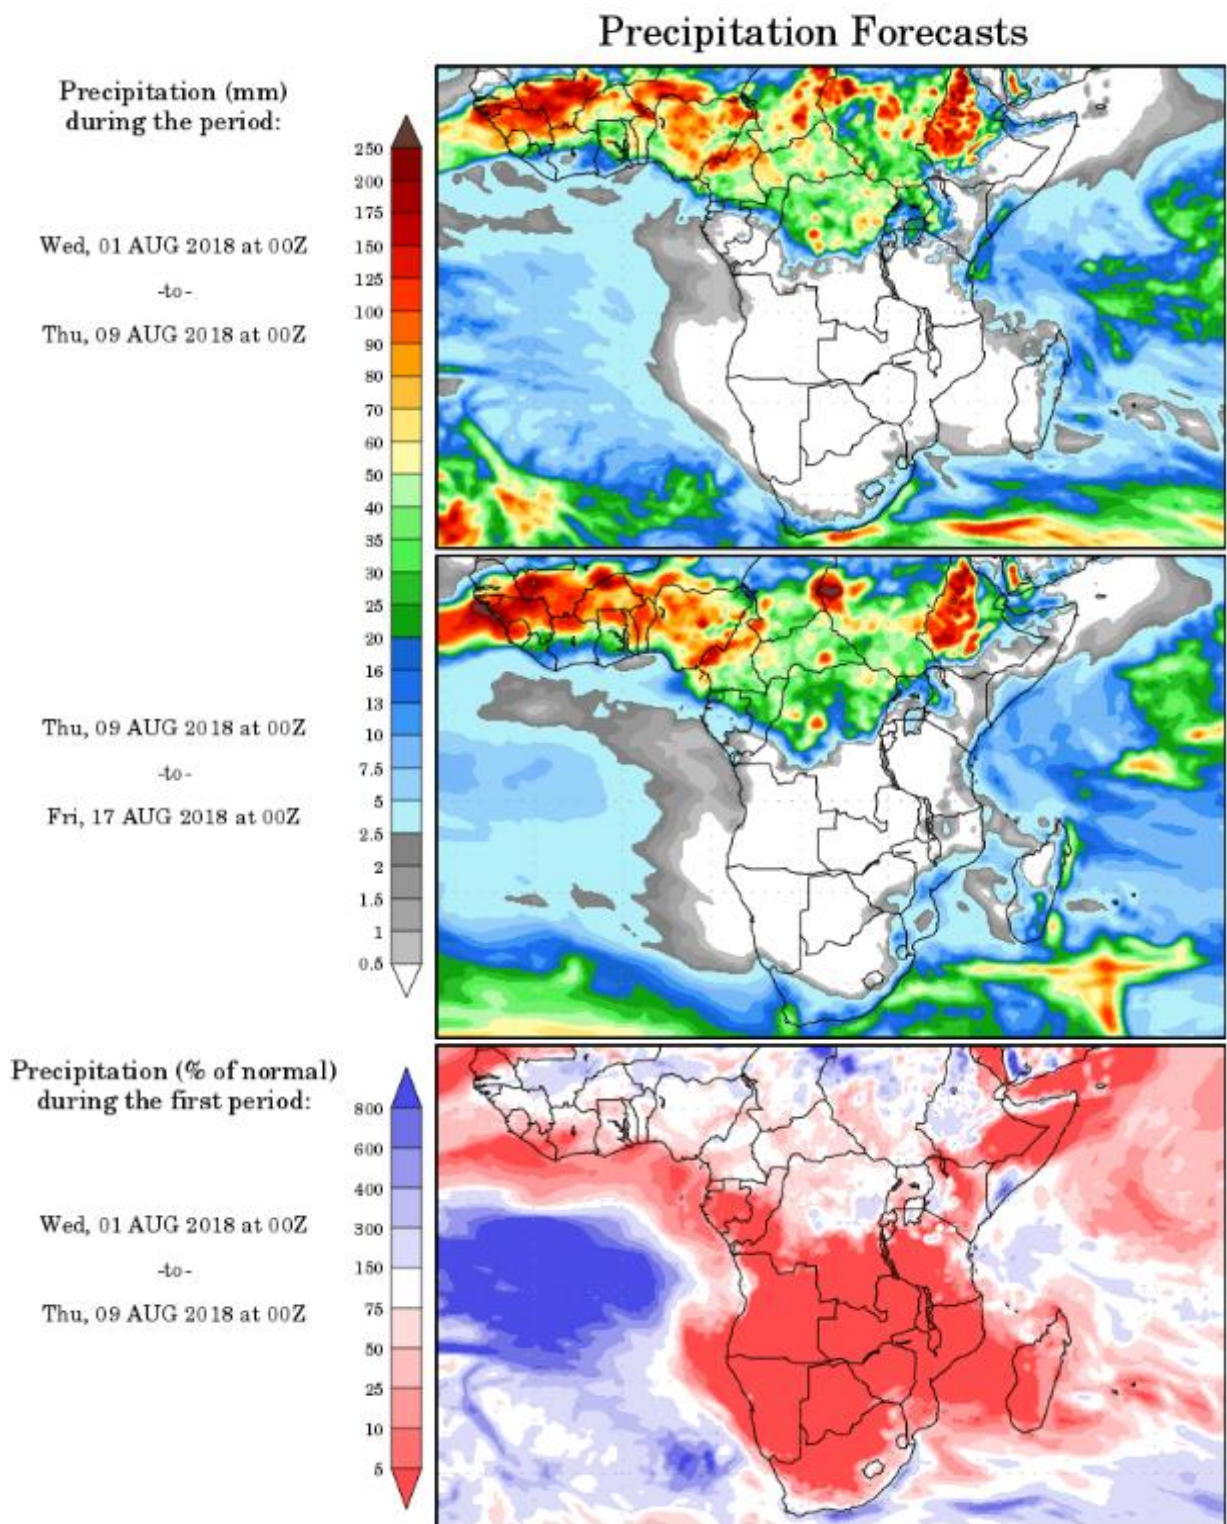 Precipitation Forecasts
Precipitation (mm)
during the period:
250
200
175
150
125
100
90
80
70
60
50
40
35
30
25
20
16
13
10
7.5
5
2.5
2
1.5
1
0.5
Wed, 01 AUG 2018 at 00Z
-to-
Thu, 09 AUG 2018 at 00Z
Thu, 09 AUG 2018 at 00Z
-to-
Fri, 17 AUG 2018 at 00Z
Precipitation (% of normal)
during the first period:
800
600
400
300
150
75
50
25
10
5
Wed, 01 AUG 2018 at 00Z
-to-
Thu, 09 AUG 2018 at 00Z